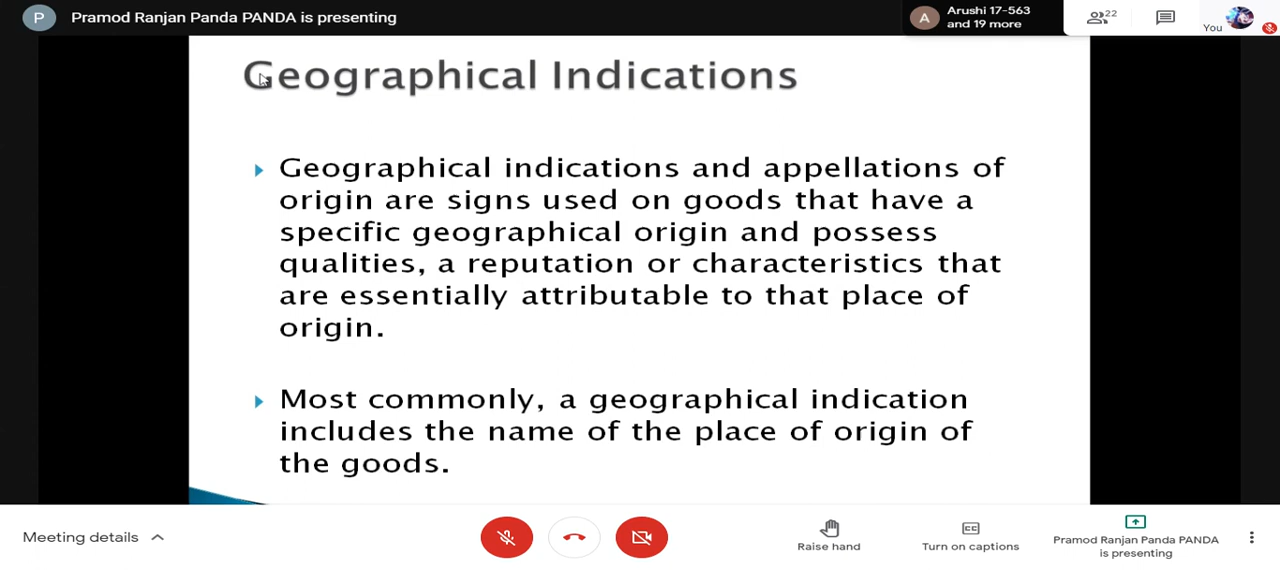 P Pramod Ranjan Panda PANDA is presenting
A Arushi 17-563
and 19 more
22
You
Geographical Indications
Geographical indications and appellations of
origin are signs used on goods that have a
specific geographical origin and possess
qualities, a reputation or characteristics that
are essentially attributable to that place of
origin.
Most commonly, a geographical indication
includes the name of the place of origin of
the goods.
Meeting details
Raise hand
CC
Turn on captions
Pramod Ranjan Panda PANDA
is presenting